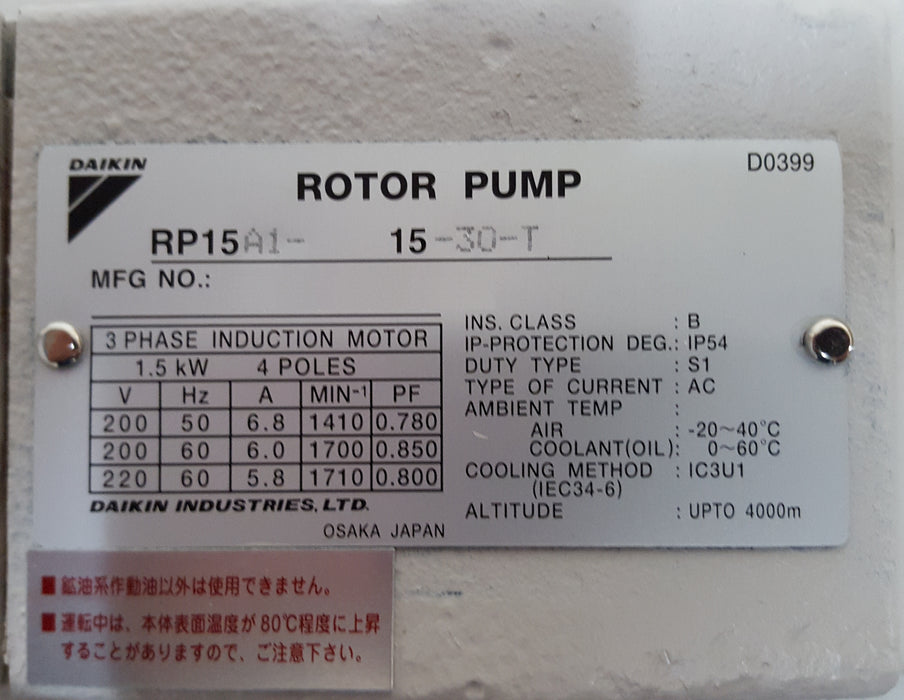 DAIKIN
D0399
ROTOR PUMP
RP15A1- 15-30-T
MFG NO.:
3 PHASE INDUCTION MOTOR
1.5 kW 4 POLES
V Hz A MIN-1 PF
200 50 6.8 1410 0.780
200 60 6.0 1700 0.850
220 60 5.8 1710 0.800
DAIKIN INDUSTRIES, LTD.
OSAKA JAPAN
INS. CLASS : B
IP-PROTECTION DEG.: IP54
DUTY TYPE : S1
TYPE OF CURRENT : AC
AMBIENT TEMP :
AIR : -20~40°C
COOLANT(OIL): 0~60°C
COOLING METHOD : IC3U1
(IEC34-6)
ALTITUDE : UPTO 4000m
■ 鉱油系作動油以外は使用できません。
■ 運転中は、本体表面温度が80℃程度に上昇
することがありますので、ご注意下さい。